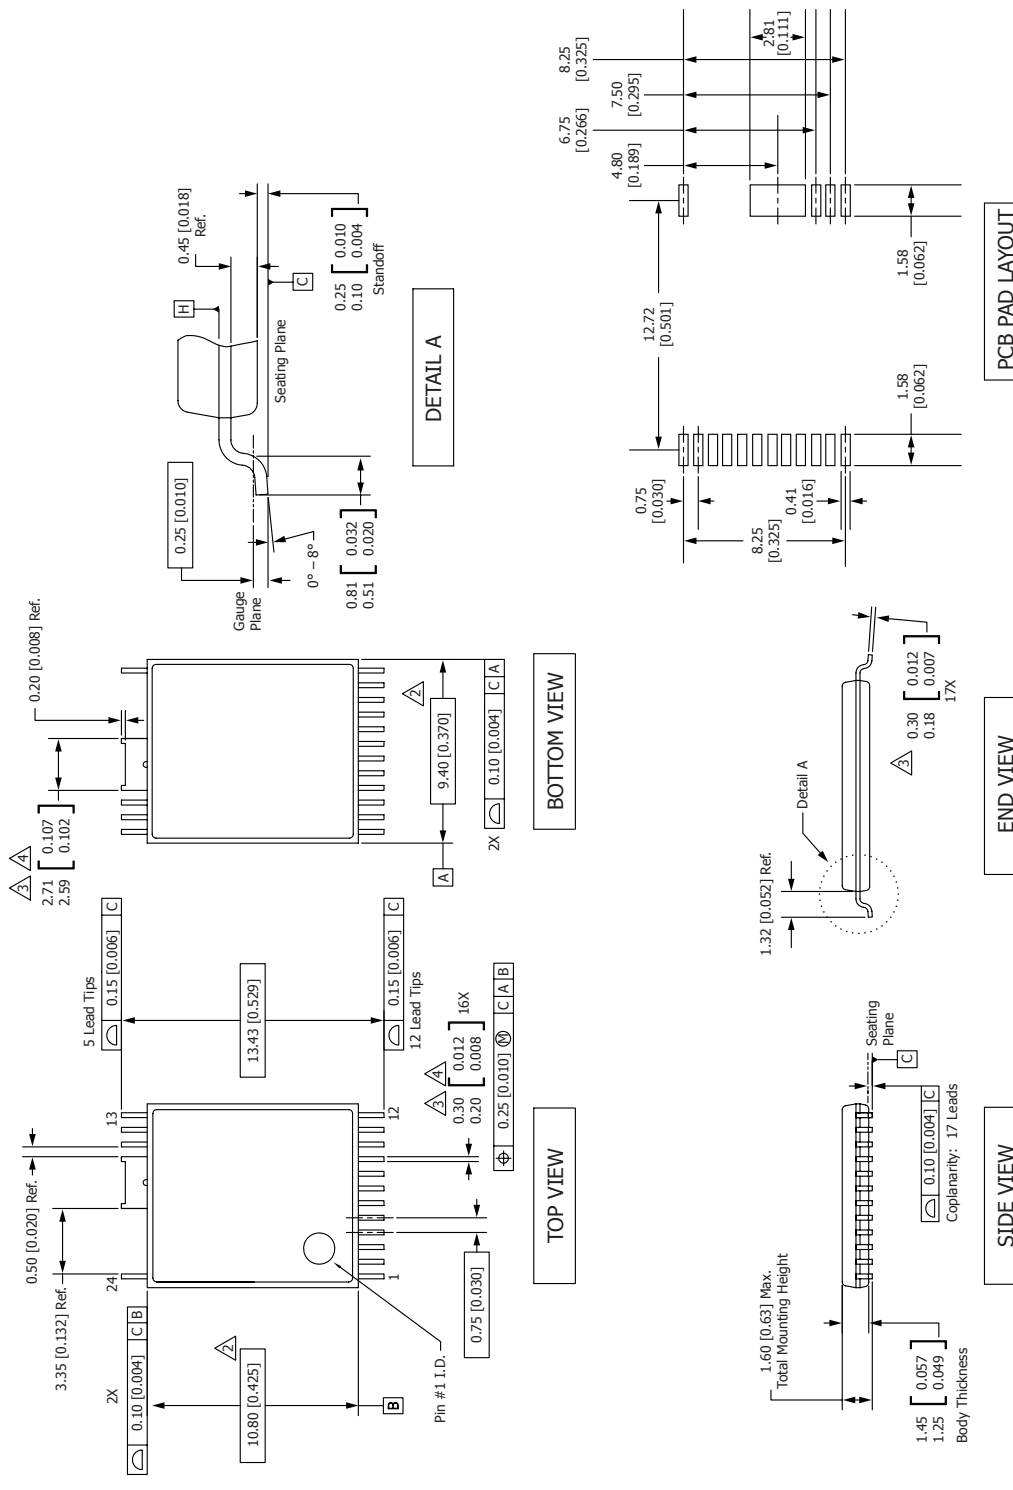 2X
0.10 [0.004] C B
3.35 [0.132] Ref.
0.50 [0.020] Ref.
24
13
5 Lead Tips
0.15 [0.006] C
2
10.80 [0.425]
B
Pin #1 I.D.
13.43 [0.529]
1
12
0.75 [0.030]
0.15 [0.006] C
12 Lead Tips
3 4
0.30 [0.012]
0.20 [0.008]
16X
0.25 [0.010] Ⓜ C A B
TOP VIEW
3 4
2.71 [0.107]
2.59 [0.102]
0.20 [0.008] Ref.
A
9.40 [0.370]
2
2X
0.10 [0.004] C A
BOTTOM VIEW
Gauge
Plane
0.25 [0.010]
H
0.45 [0.018]
Ref.
0° – 8°
Seating Plane
C
0.81 [0.032]
0.51 [0.020]
0.25 [0.010]
0.10 [0.004]
Standoff
DETAIL A
1.60 [0.63] Max.
Total Mounting Height
Seating
Plane
C
1.45 [0.057]
1.25 [0.049]
Body Thickness
0.10 [0.004] C
Coplanarity: 17 Leads
SIDE VIEW
1.32 [0.052] Ref.
Detail A
3
0.30 [0.012]
0.18 [0.007]
17X
END VIEW
8.25
[0.325]
0.75
[0.030]
0.41
[0.016]
12.72
[0.501]
4.80
[0.189]
6.75
[0.266]
7.50
[0.295]
8.25
[0.325]
2.81
[0.111]
1.58
[0.062]
1.58
[0.062]
PCB PAD LAYOUT